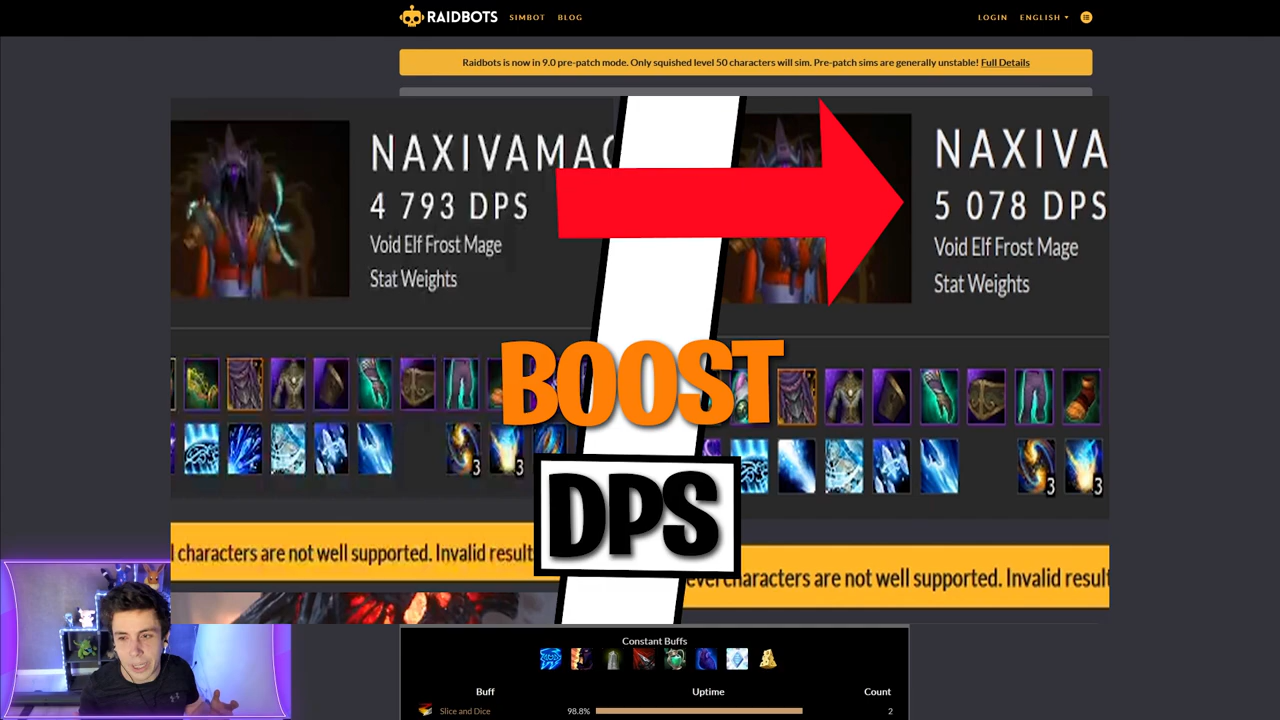 RAIDBOTS SIMBOT BLOG LOGIN ENGLISH
Raidbots is now in 9.0 pre-patch mode. Only squished level 50 characters will sim. Pre-patch sims are generally unstable! Full Details
NAXIVAMAG
4 793 DPS
Void Elf Frost Mage
Stat Weights
NAXIVA
5 078 DPS
Void Elf Frost Mage
Stat Weights
BOOST
DPS
3 3
3 3
characters are not well supported. Invalid result
characters are not well supported. Invalid result
Constant Buffs
Buff Uptime Count
Slice and Dice 98.8% 2